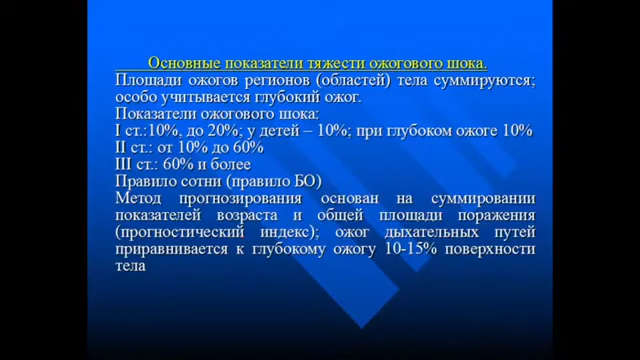 Основные показатели тяжести ожогового шока.
Площади ожогов регионов (областей) тела суммируются;
особо учитывается глубокий ожог.
Показатели ожогового шока:
I ст.:10%, до 20%; у детей – 10%; при глубоком ожоге 10%
II ст.: от 10% до 60%
III ст.: 60% и более
Правило сотни (правило БО)
Метод прогнозирования основан на суммировании
показателей возраста и общей площади поражения
(прогностический индекс); ожог дыхательных путей
приравнивается к глубокому ожогу 10-15% поверхности
тела